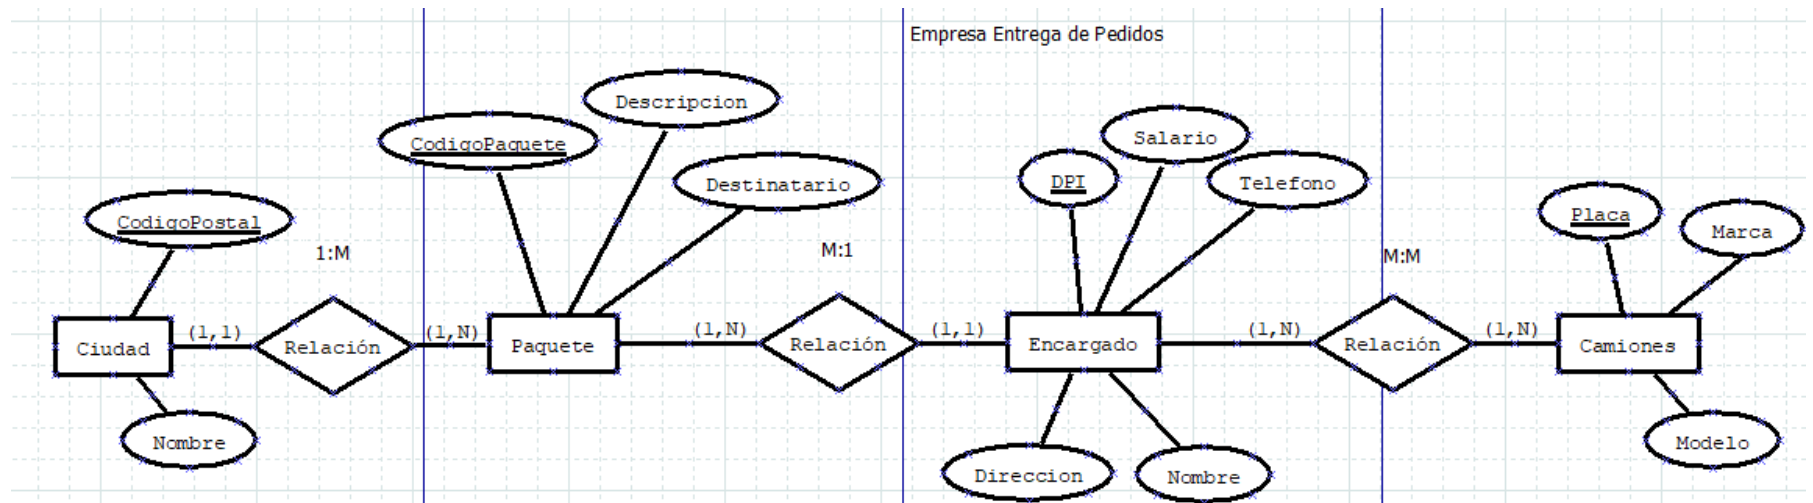 Empresa Entrega de Pedidos
Descripcion
CodigoPaquete
Salario
DPI
Telefono
Destinatario
Placa
Marca
CodigoPostal
1:M
M:1
M:M
Ciudad
(1,1)
Relación
(1,N)
Paquete
(1,N)
Relación
(1,1)
Encargado
(1,N)
Relación
(1,N)
Camiones
Nombre
Direccion
Nombre
Modelo